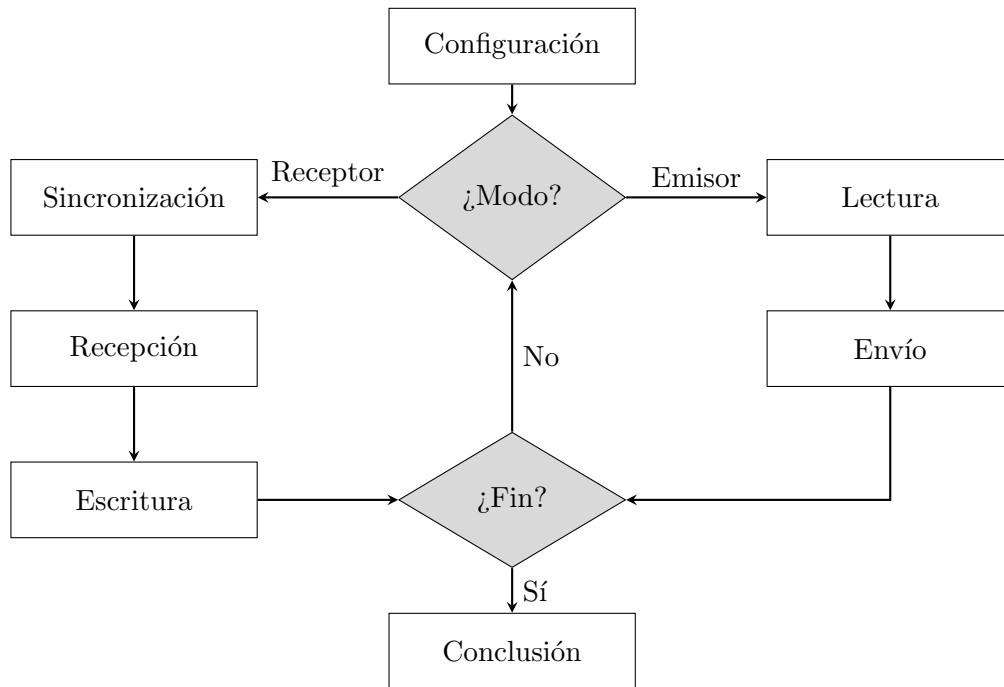 Configuración
Receptor
Emisor
Sincronización
¿Modo?
Lectura
Recepción
No
Envío
Escritura
¿Fin?
Sí
Conclusión